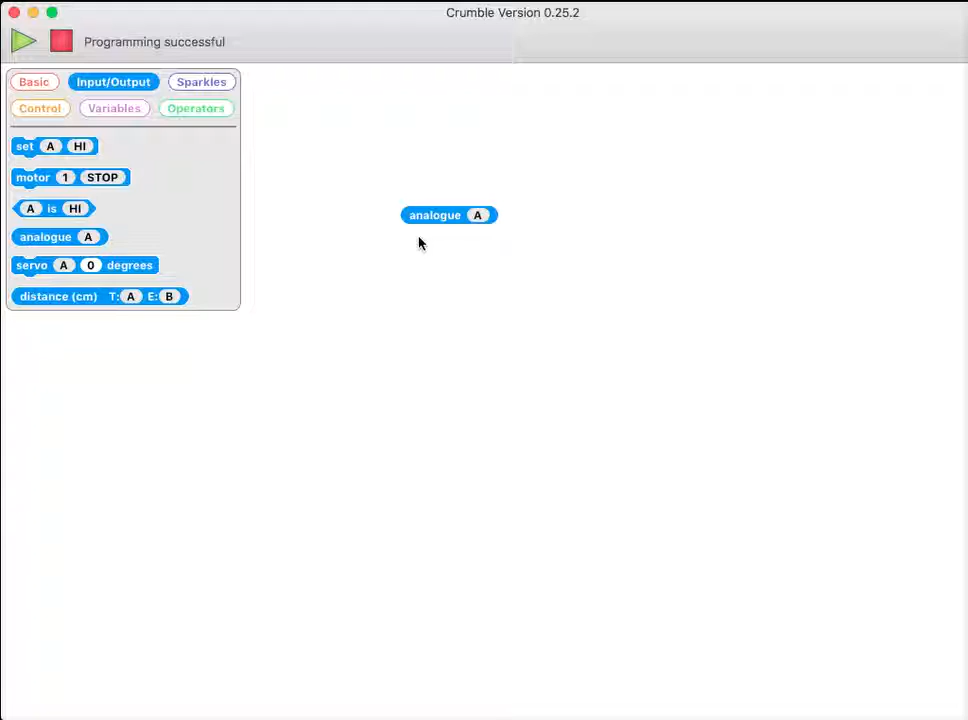 Crumble Version 0.25.2
Programming successful
Basic Input/Output Sparkles
Control Variables Operators
set A HI
motor 1 STOP
A is HI
analogue A
servo A 0 degrees
distance (cm) T: A E: B
analogue A